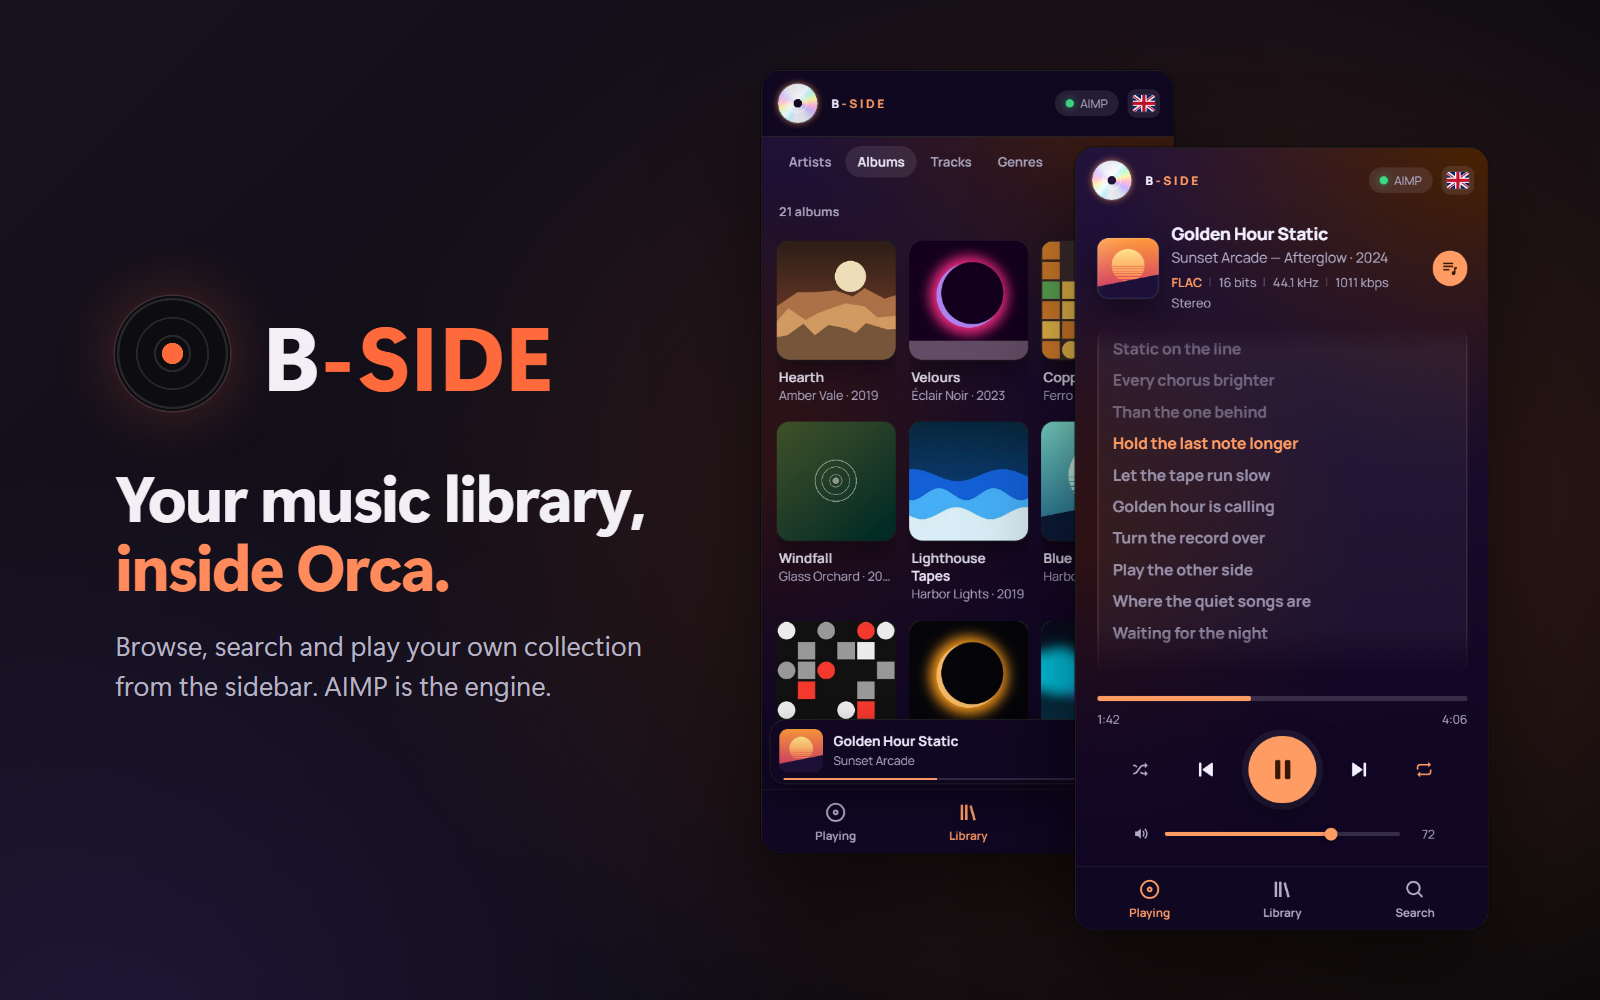 B-SIDE
Your music library,
inside Orca.
Browse, search and play your own collection
from the sidebar. AIMP is the engine.
B-SIDE
AIMP
Artists
Albums
Tracks
Genres
21 albums
Hearth
Amber Vale · 2019
Velours
Éclair Noir · 2023
Copp
Ferro
Windfall
Glass Orchard · 20...
Lighthouse
Tapes
Harbor Lights · 2019
Blue
Harbo
Golden Hour Static
Sunset Arcade
Playing
Library
B-SIDE
AIMP
Golden Hour Static
Sunset Arcade — Afterglow · 2024
FLAC | 16 bits | 44.1 kHz | 1011 kbps
Stereo
Static on the line
Every chorus brighter
Than the one behind
Hold the last note longer
Let the tape run slow
Golden hour is calling
Turn the record over
Play the other side
Where the quiet songs are
Waiting for the night
1:42
4:06
72
Playing
Library
Search